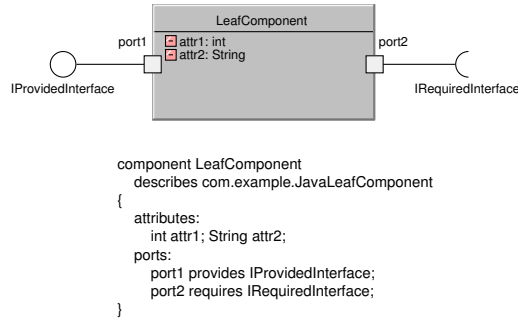 LeafComponent
port1
attr1: int
port2
attr2: String
IProvidedInterface
IRequiredInterface
component LeafComponent
describes com.example.JavaLeafComponent
{
attributes:
int attr1; String attr2;
ports:
port1 provides IProvidedInterface;
port2 requires IRequiredInterface;
}